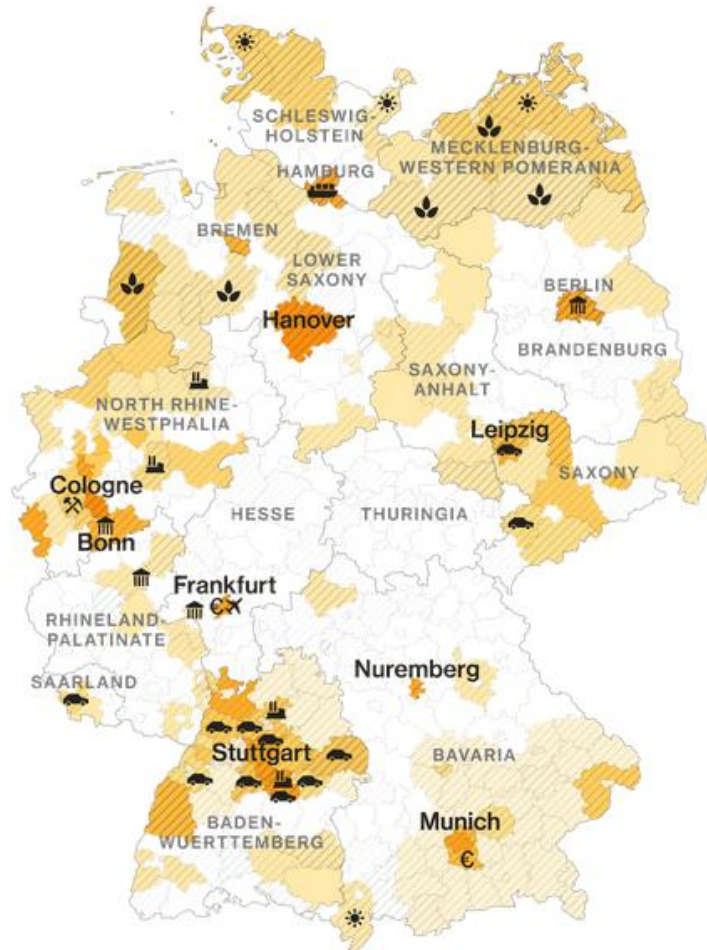 SCHLESWIG-
HOLSTEIN
MECKLENBURG-
WESTERN POMERANIA
HAMBURG
BREMEN
LOWER
SAXONY
BERLIN
Hanover
BRANDENBURG
SAXONY-
ANHALT
NORTH RHINE-
WESTPHALIA
Leipzig
SAXONY
Cologne
HESSE
THURINGIA
Bonn
Frankfurt
€
RHINELAND-
PALATINATE
SAARLAND
Nuremberg
Stuttgart
BAVARIA
BADEN-
WUERTTEMBERG
Munich
€